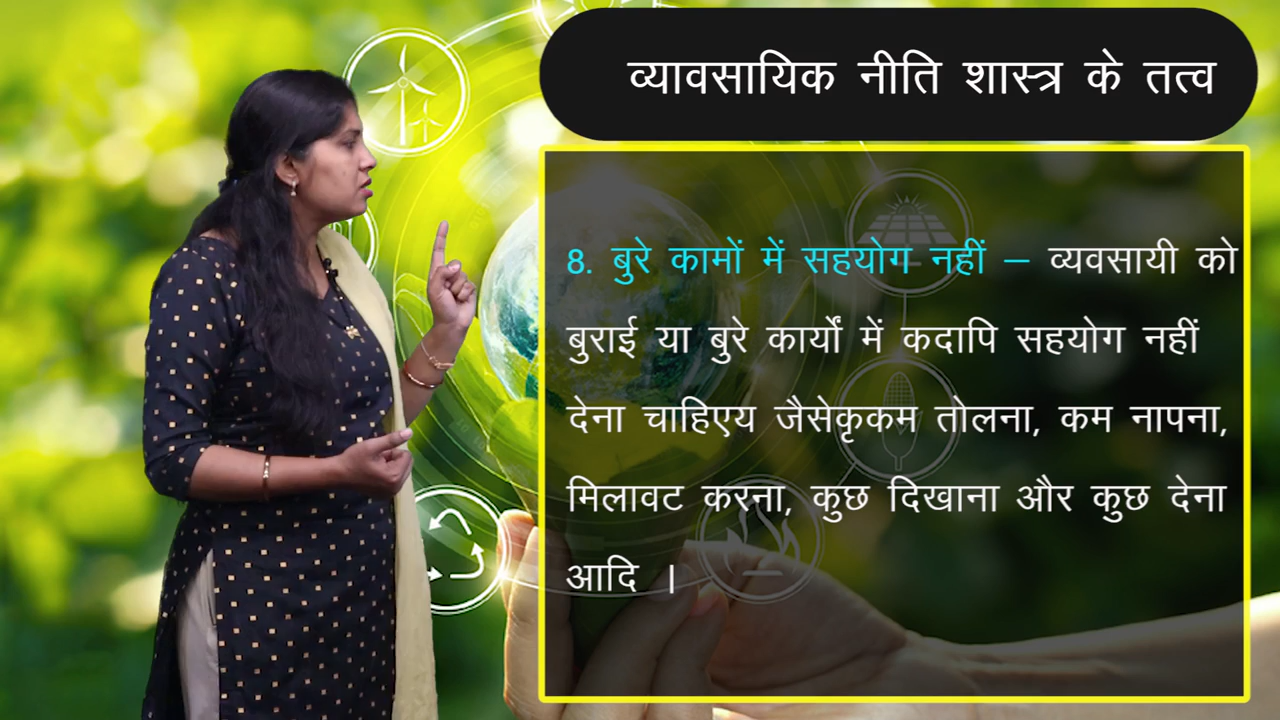 व्यावसायिक नीति शास्त्र के तत्व
8. बुरे कामों में सहयोग नहीं – व्यवसायी को
बुराई या बुरे कार्यों में कदापि सहयोग नहीं
देना चाहिएय जैसेकृकम तोलना, कम नापना,
मिलावट करना, कुछ दिखाना और कुछ देना
आदि ।